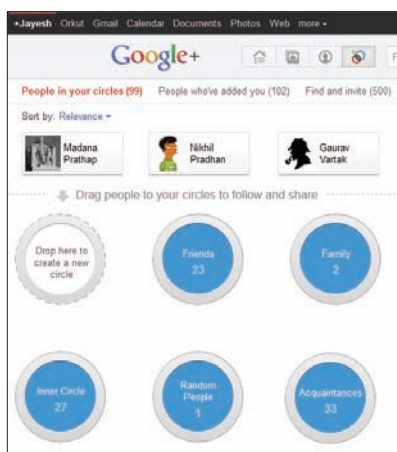 +Jayesh Orkut Gmail Calendar Documents Photos Web more
Google+
People in your circles (99) People who've added you (102) Find and invite (500)
Sort by: Relevance
Madana Prathap
Nikhil Pradhan
Gaurav Vartak
Drag people to your circles to follow and share
Drop here to create a new circle
Friends 23
Family 2
Inner Circle 27
Random People 1
Acquaintances 33